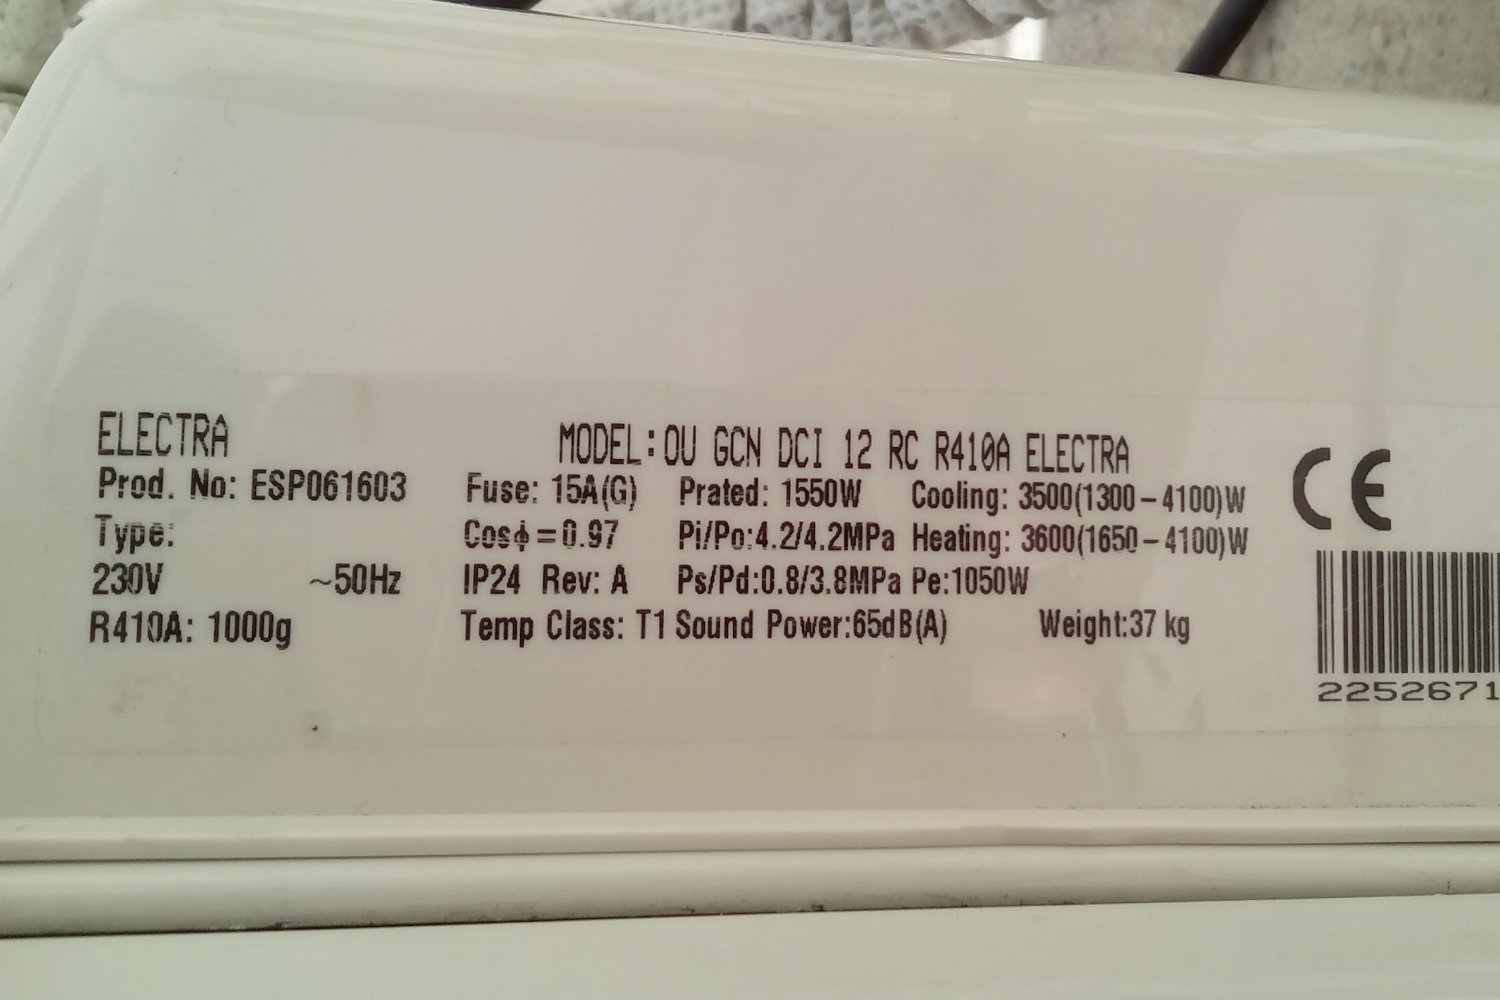 ELECTRA MODEL:OU GCN DCI 12 RC R410A ELECTRA
Prod. No: ESP061603 Fuse: 15A(G) Prated: 1550W Cooling: 3500(1300-4100)W
Type: Cosϕ=0.97 Pi/Po:4.2/4.2MPa Heating: 3600(1650-4100)W
230V ~50Hz IP24 Rev: A Ps/Pd:0.8/3.8MPa Pe:1050W
R410A: 1000g Temp Class: T1 Sound Power:65dB(A) Weight:37 kg
CE
2252671